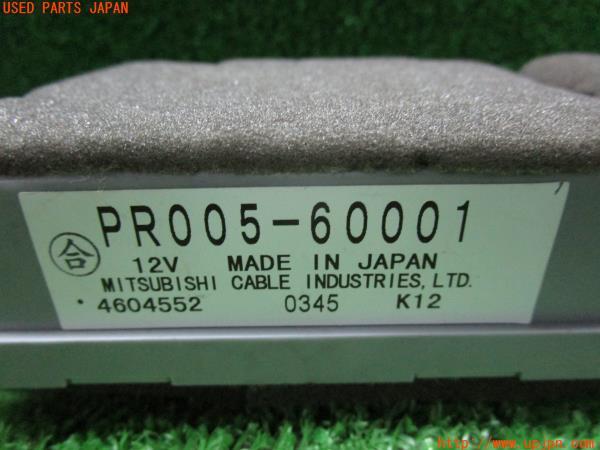 USED PARTS JAPAN
合 PR005-60001
12V MADE IN JAPAN
MITSUBISHI CABLE INDUSTRIES, LTD.
4604552 0345 K12
http://www.upjan.com